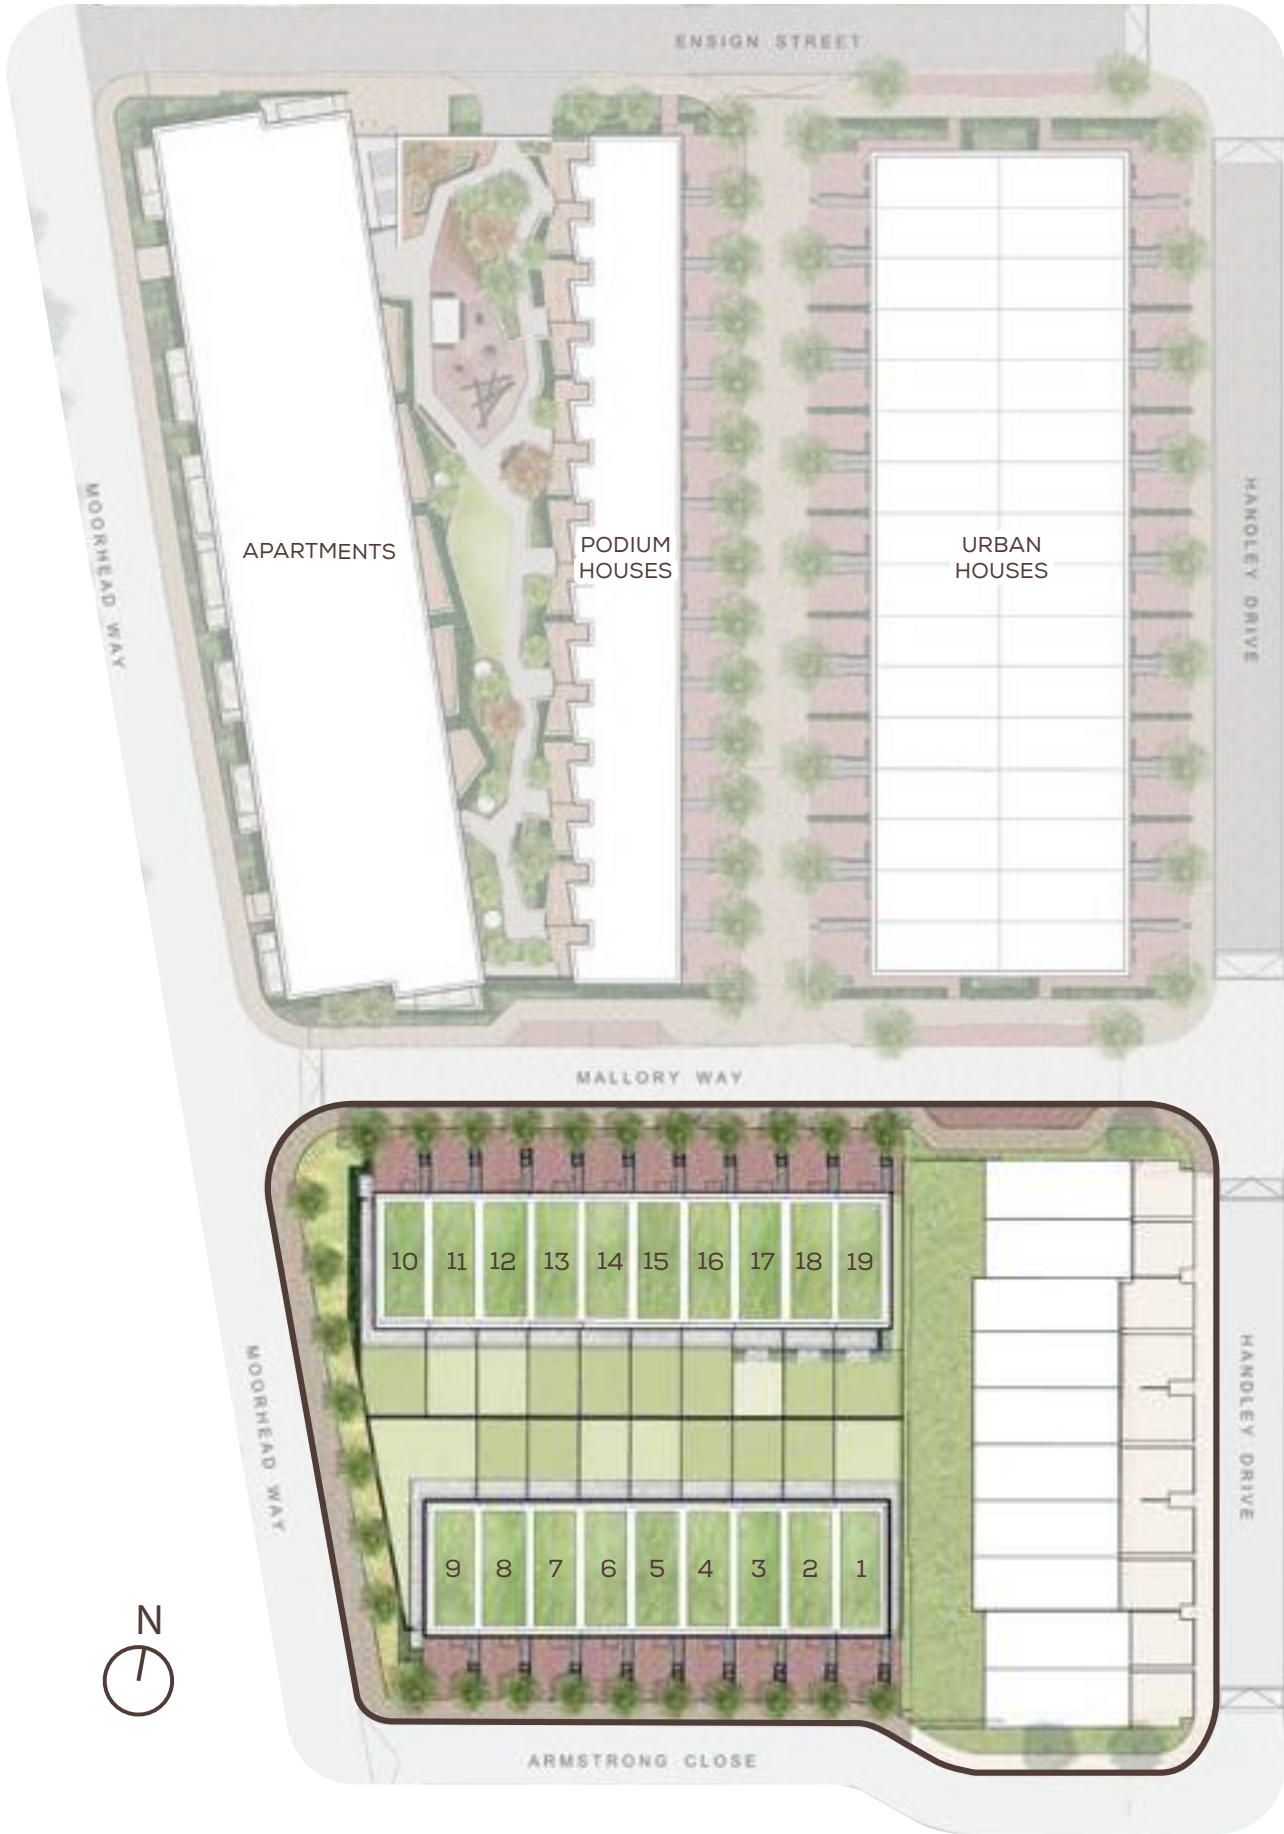 ENSIGN STREET
MOORHEAD WAY
APARTMENTS
PODIUM
HOUSES
URBAN
HOUSES
HANDLEY DRIVE
MALLORY WAY
10 11 12 13 14 15 16 17 18 19
MOORHEAD WAY
HANDLEY DRIVE
9 8 7 6 5 4 3 2 1
N
ARMSTRONG CLOSE